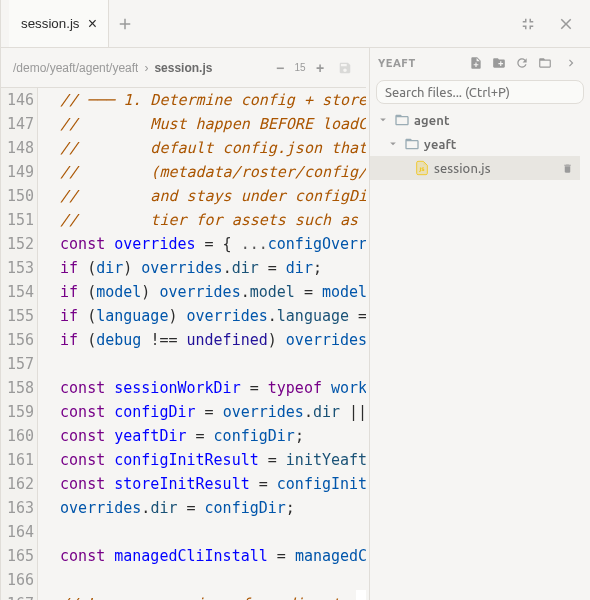 session.js ×
/demo/yeaft/agent/yeaft › session.js
− 15 +
YEAFT
Search files... (Ctrl+P)
agent
yeaft
session.js
146 // ─── 1. Determine config + store
147 //        Must happen BEFORE loadC
148 //        default config.json that
149 //        (metadata/roster/config/
150 //        and stays under configDi
151 //        tier for assets such as
152 const overrides = { ...configOverr
153 if (dir) overrides.dir = dir;
154 if (model) overrides.model = model
155 if (language) overrides.language =
156 if (debug !== undefined) overrides
157
158 const sessionWorkDir = typeof work
159 const configDir = overrides.dir ||
160 const yeaftDir = configDir;
161 const configInitResult = initYeaft
162 const storeInitResult = configInit
163 overrides.dir = configDir;
164
165 const managedCliInstall = managedC
166